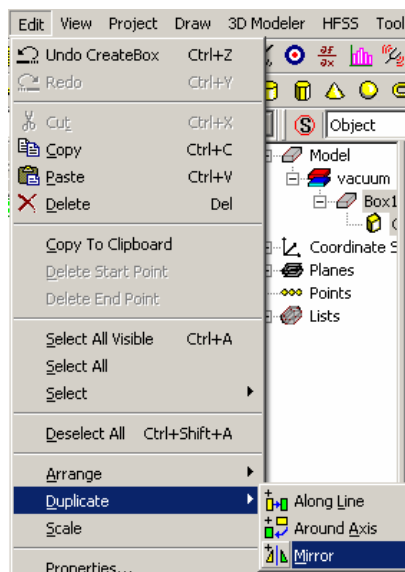 Edit View Project Draw 3D Modeler HFSS Tool
Undo CreateBox Ctrl+Z
Redo Ctrl+Y
Cut Ctrl+X
Copy Ctrl+C
Paste Ctrl+V
Delete Del
Copy To Clipboard
Delete Start Point
Delete End Point
Select All Visible Ctrl+A
Select All
Select
Deselect All Ctrl+Shift+A
Arrange
Duplicate
Scale
Properties...
Object
Model
vacuum
Box1
Coordinate S
Planes
Points
Lists
Along Line
Around Axis
Mirror